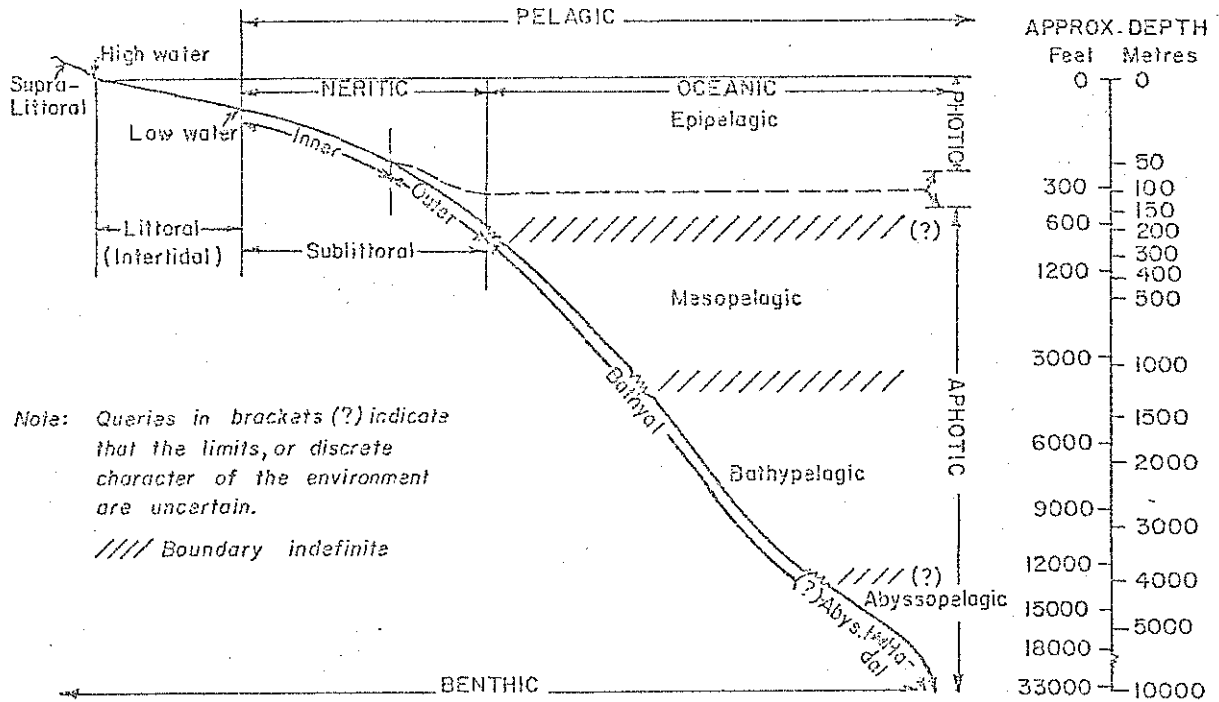 PELAGIC
APPROX. DEPTH
Feet Metres
High water
Supra-
Littoral
NERITIC
OCEANIC
Epipelagic
PHOTIC
0 0
Low water
Inner
Outer
50
300 100
150
600 200
300
1200 400
500
Littoral
(Intertidal)
Sublittoral
(?)
Mesopelagic
3000 1000
Bathyal
APHOTIC
1500
6000
2000
Note: Queries in brackets (?) indicate
that the limits, or discrete
character of the environment
are uncertain.
//// Boundary indefinite
Bathypelagic
9000
3000
12000
4000
(?)
Abyssopelagic
(?) Abys.
Ha-
dal
15000
5000
18000
33000 10000
BENTHIC